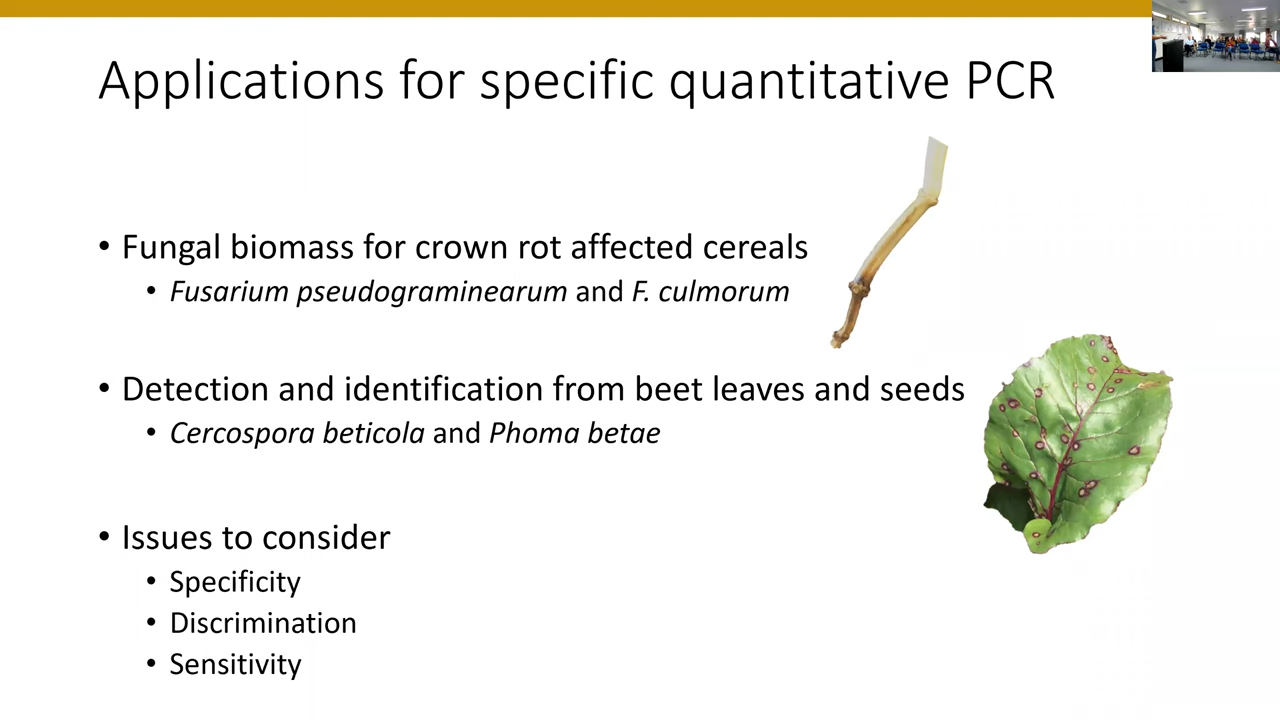 Applications for specific quantitative PCR
• Fungal biomass for crown rot affected cereals
• Fusarium pseudograminearum and F. culmorum
• Detection and identification from beet leaves and seeds
• Cercospora beticola and Phoma betae
• Issues to consider
• Specificity
• Discrimination
• Sensitivity